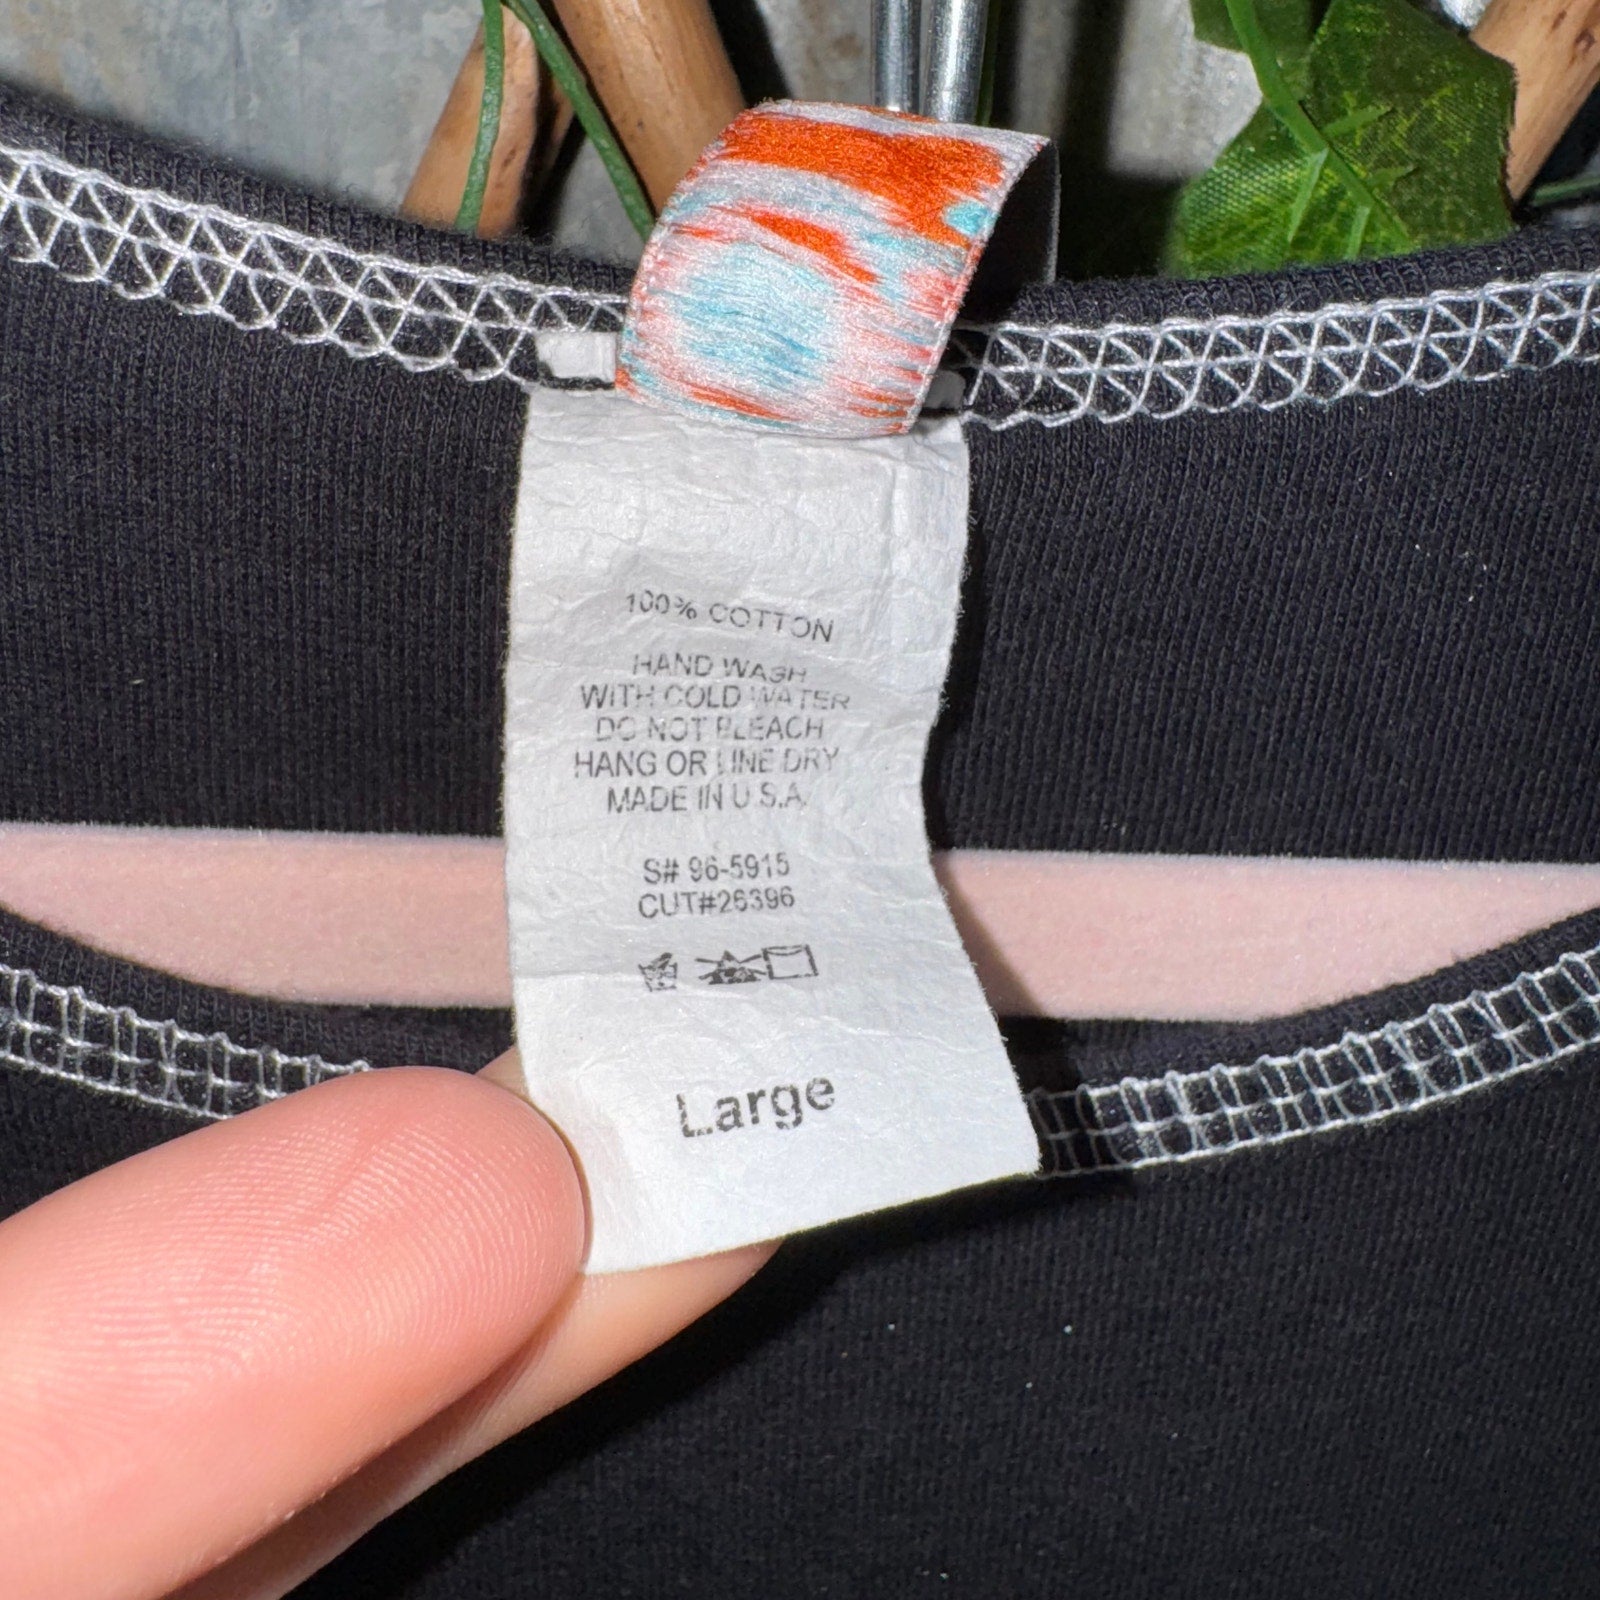 100% COTTON
HAND WASH
WITH COLD WATER
DO NOT BLEACH
HANG OR LINE DRY
MADE IN U.S.A.
S# 96-5915
CUT#26396
Large